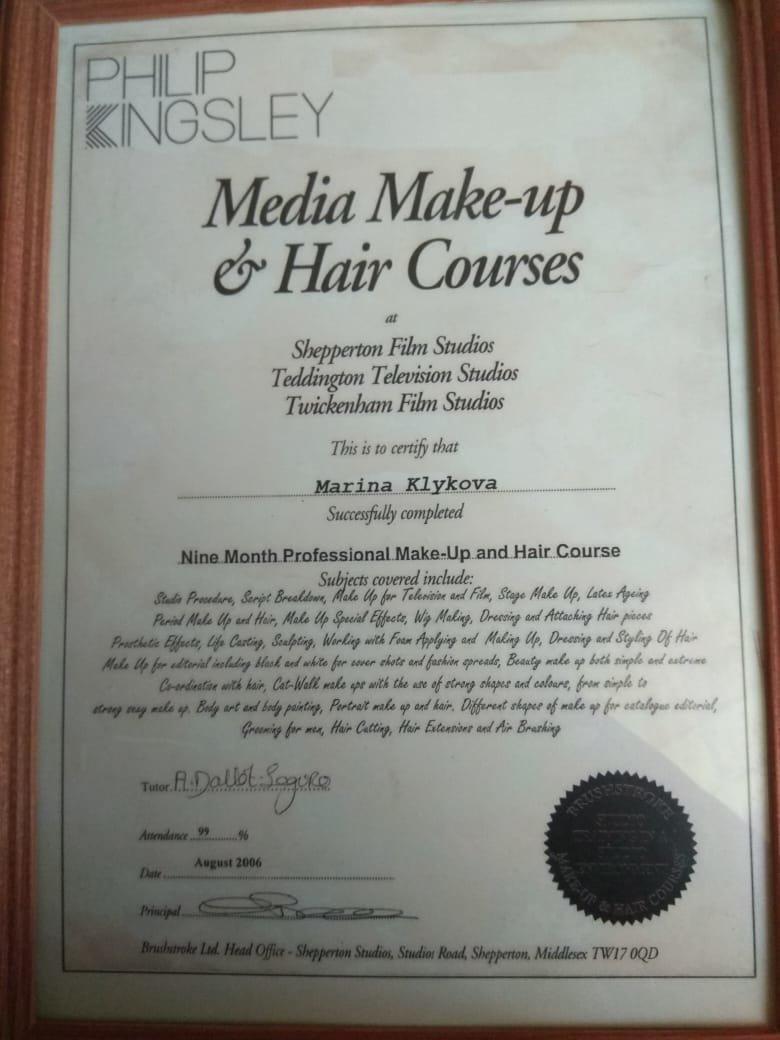 PHILIP
KINGSLEY
Media Make-up
& Hair Courses
at
Shepperton Film Studios
Teddington Television Studios
Twickenham Film Studios
This is to certify that
Marina Klykova
Successfully completed
Nine Month Professional Make-Up and Hair Course
Subjects covered include:
Studio Procedure, Script Breakdown, Make Up for Television and Film, Stage Make Up, Latex Ageing
Period Make Up and Hair, Make Up Special Effects, Wig Making, Dressing and Attaching Hair pieces
Prosthetic Effects, Life Casting, Sculpting, Working with Foam Applying and Making Up, Dressing and Styling Of Hair
Make Up for editorial including black and white for cover shots and fashion spreads, Beauty make up both simple and extreme
Co-ordination with hair, Cat-Walk make ups with the use of strong shapes and colours, from simple to
strong sexy make up. Body art and body painting, Portrait make up and hair. Different shapes of make up for catalogue editorial,
Grooming for men, Hair Cutting, Hair Extensions and Air Brushing
Tutor A.Dallot-
Attendance 99 %
Date August 2006
Principal
BRUSHSTROKE
MAKE-UP & HAIR COURSES
Brushstroke Ltd. Head Office - Shepperton Studios, Studios Road, Shepperton, Middlesex TW17 0QD